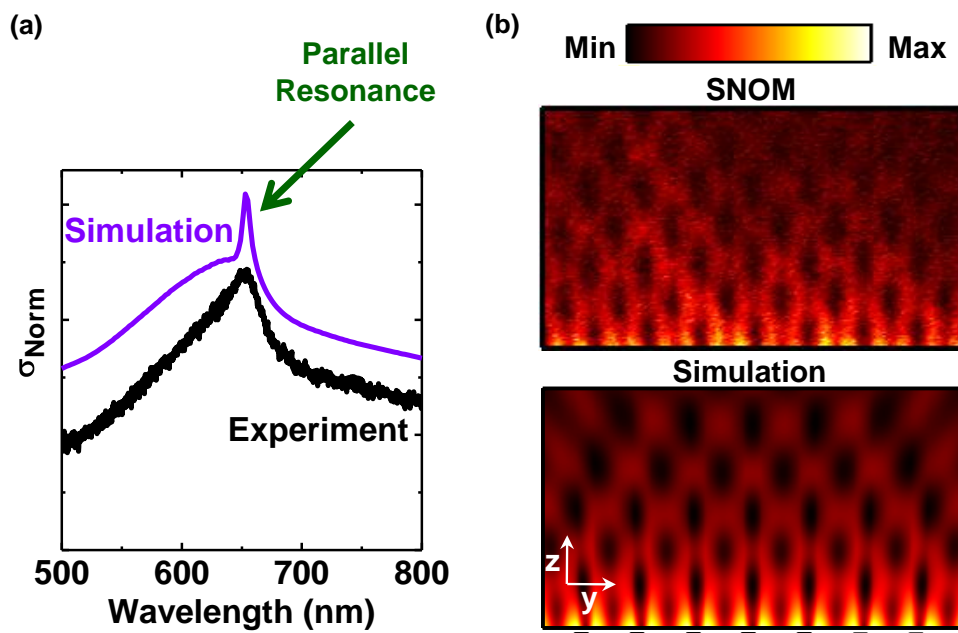 (a)
Parallel
Resonance
Simulation
Experiment
σNorm
500 600 700 800
Wavelength (nm)
(b)
Min Max
SNOM
Simulation
z
y